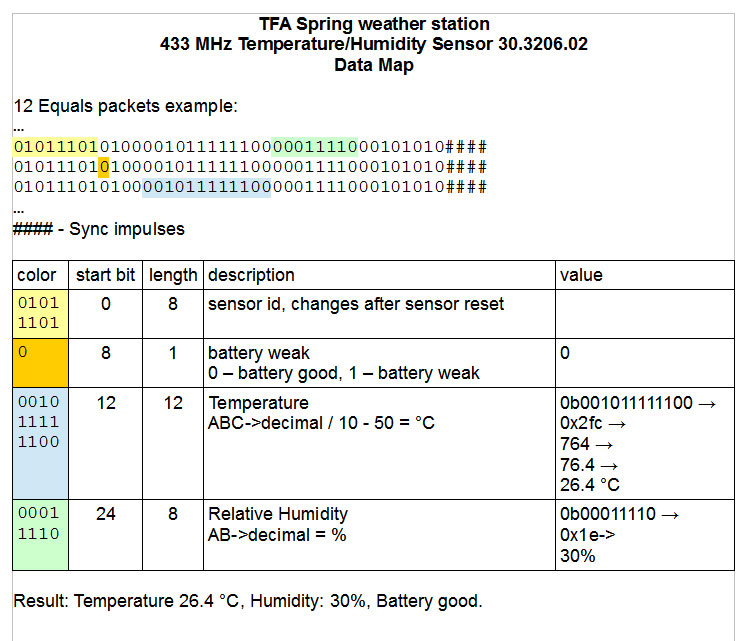 TFA Spring weather station
433 MHz Temperature/Humidity Sensor 30.3206.02
Data Map
12 Equals packets example:
...
0101110101000010111111000001111000101010####
0101110101000010111111000001111000101010####
0101110101000010111111000001111000101010####
...
#### - Sync impulses
color start bit length description value
0101 0 8 sensor id, changes after sensor reset
1101
0 8 1 battery weak 0
0 – battery good, 1 – battery weak
0010 12 12 Temperature 0b001011111100 →
1111 ABC->decimal / 10 - 50 = °C 0x2fc →
1100 764 →
76.4 →
26.4 °C
0001 24 8 Relative Humidity 0b00011110 →
1110 AB->decimal = % 0x1e->
30%
Result: Temperature 26.4 °C, Humidity: 30%, Battery good.